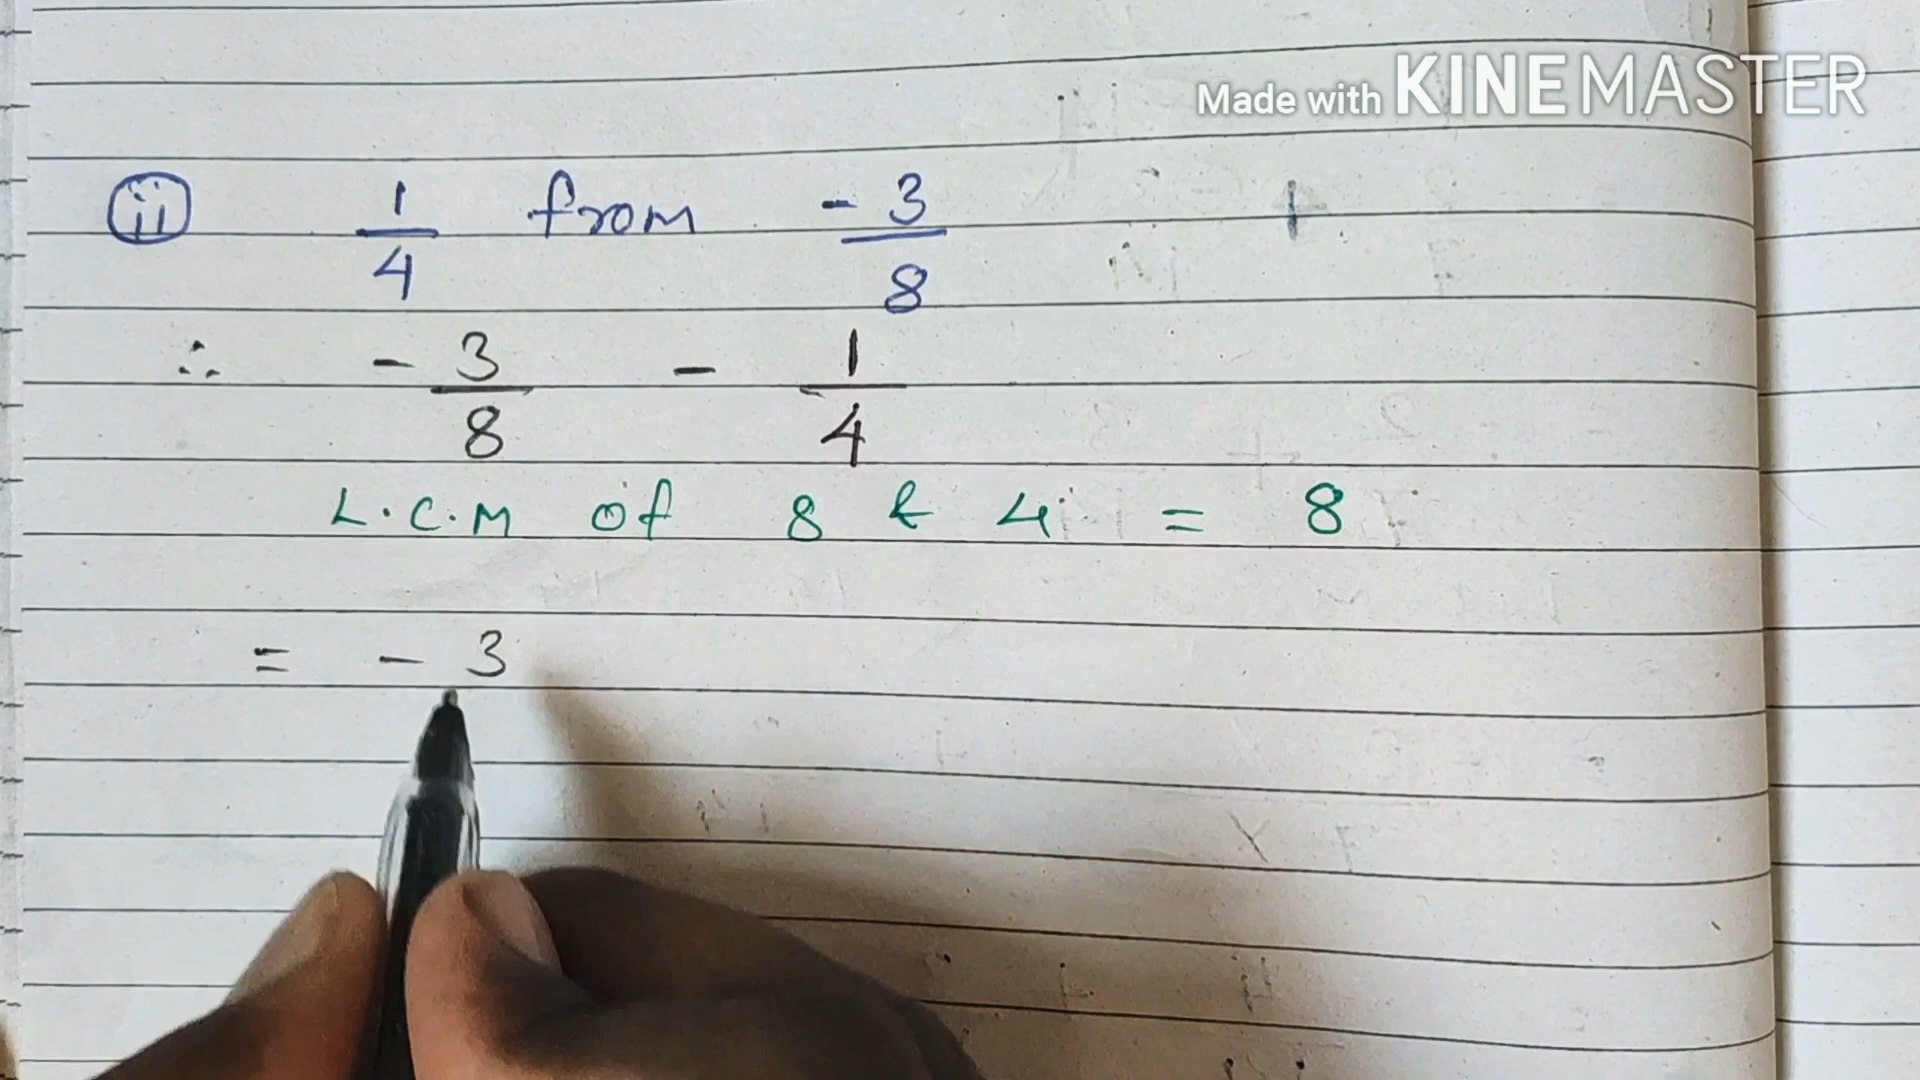 Made with KINEMASTER
ii 1/4 from -3/8
∴ -3/8 - 1/4
L.C.M of 8 & 4 = 8
= - 3